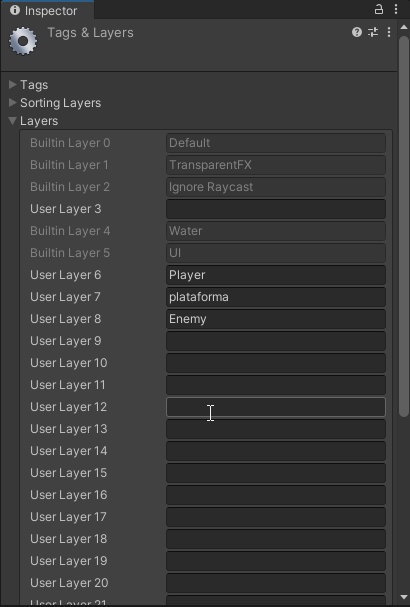 Inspector
Tags & Layers
Tags
Sorting Layers
Layers
Builtin Layer 0 Default
Builtin Layer 1 TransparentFX
Builtin Layer 2 Ignore Raycast
User Layer 3
Builtin Layer 4 Water
Builtin Layer 5 UI
User Layer 6 Player
User Layer 7 plataforma
User Layer 8 Enemy
User Layer 9
User Layer 10
User Layer 11
User Layer 12
User Layer 13
User Layer 14
User Layer 15
User Layer 16
User Layer 17
User Layer 18
User Layer 19
User Layer 20
User Layer 21